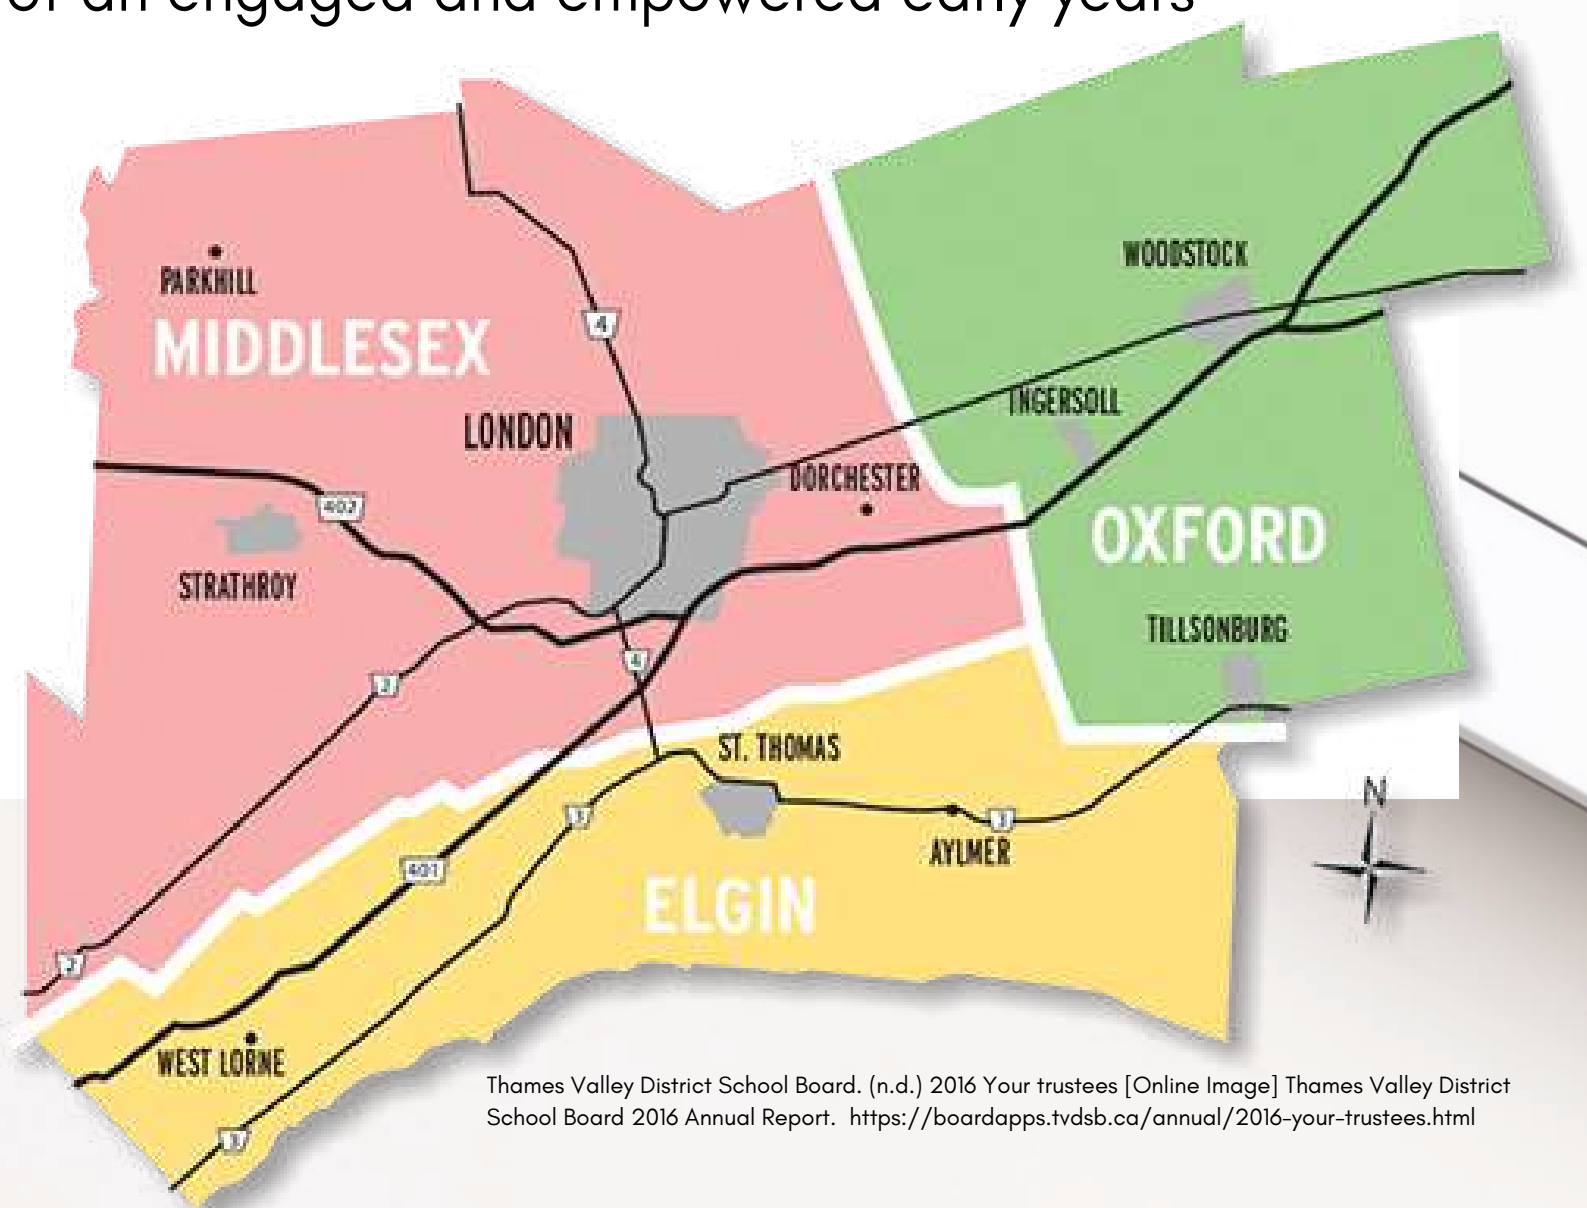 of an engaged and empowered early years
WOODSTOCK
PARKHILL
4
MIDDLESEX
INGERSOLL
LONDON
DORCHESTER
402
OXFORD
STRATHROY
TILLSONBURG
4
2
ST. THOMAS
N
3
3
AYLMER
401
ELGIN
2
WEST LORNE
Thames Valley District School Board. (n.d.) 2016 Your trustees [Online Image] Thames Valley District
School Board 2016 Annual Report. https://boardapps.tvdsb.ca/annual/2016-your-trustees.html
3